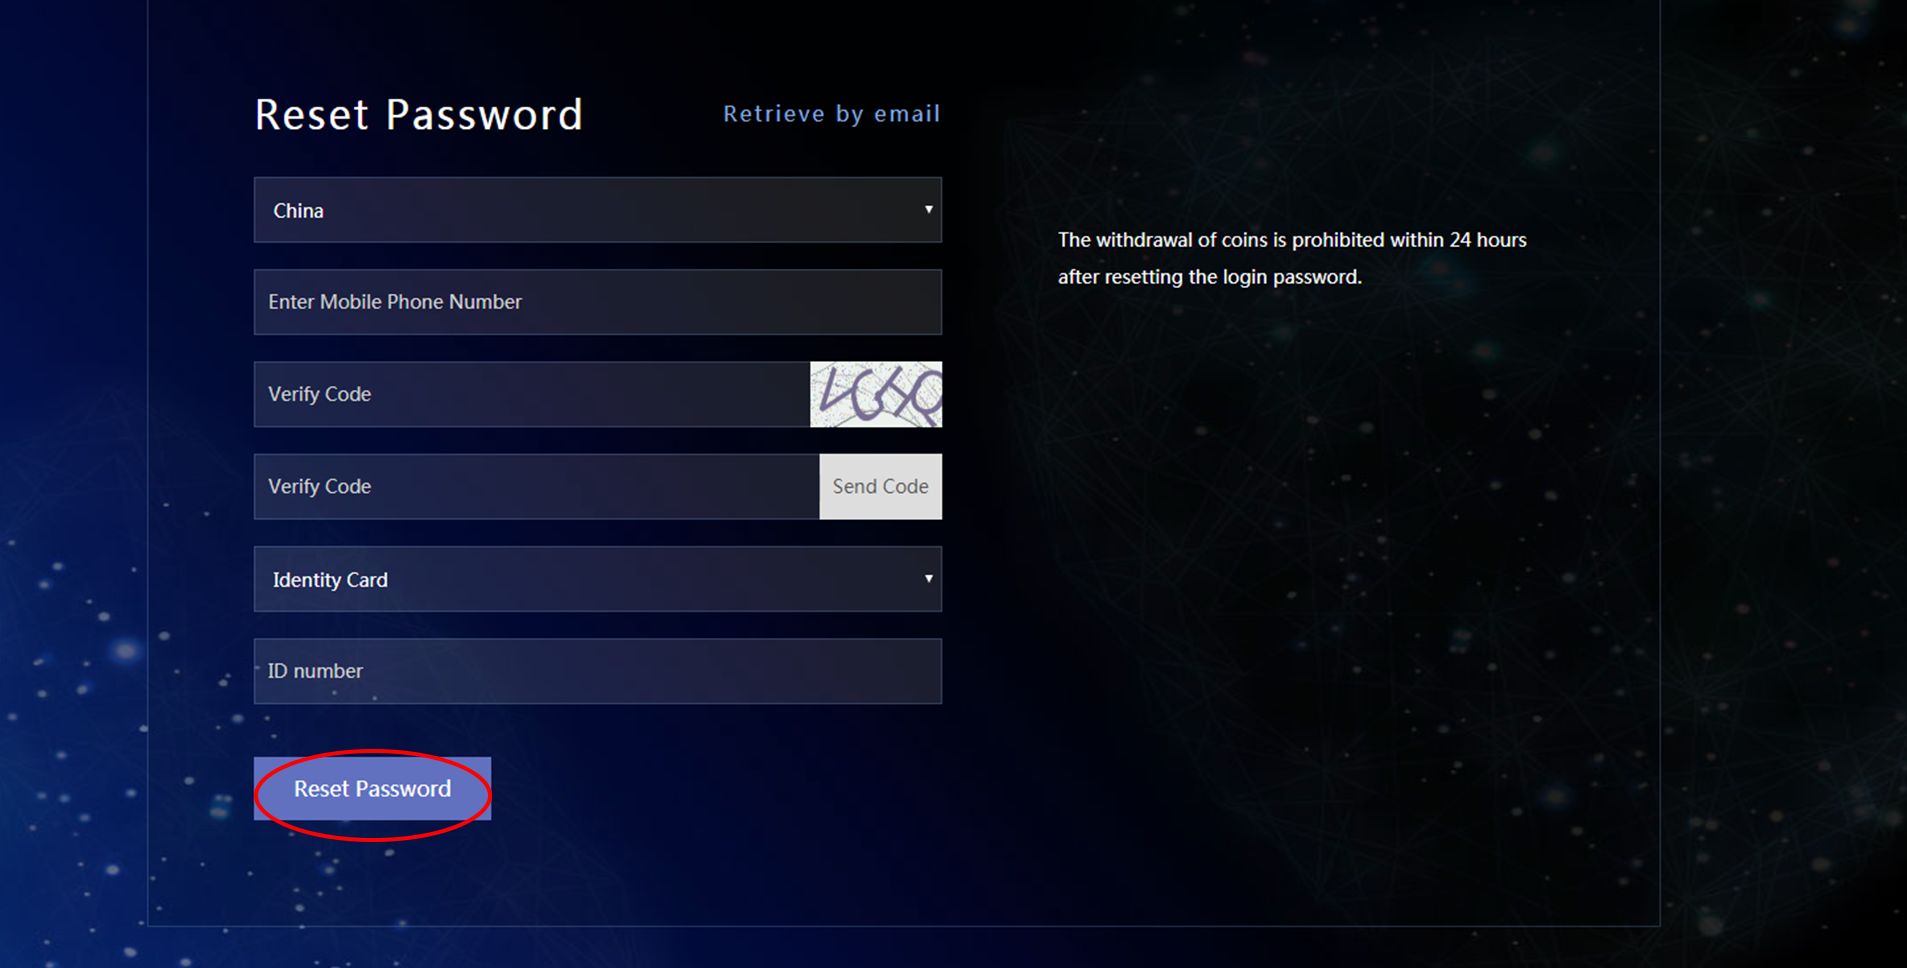 Reset Password
Retrieve by email
China
Enter Mobile Phone Number
Verify Code
Verify Code
Send Code
Identity Card
ID number
Reset Password
The withdrawal of coins is prohibited within 24 hours
after resetting the login password.